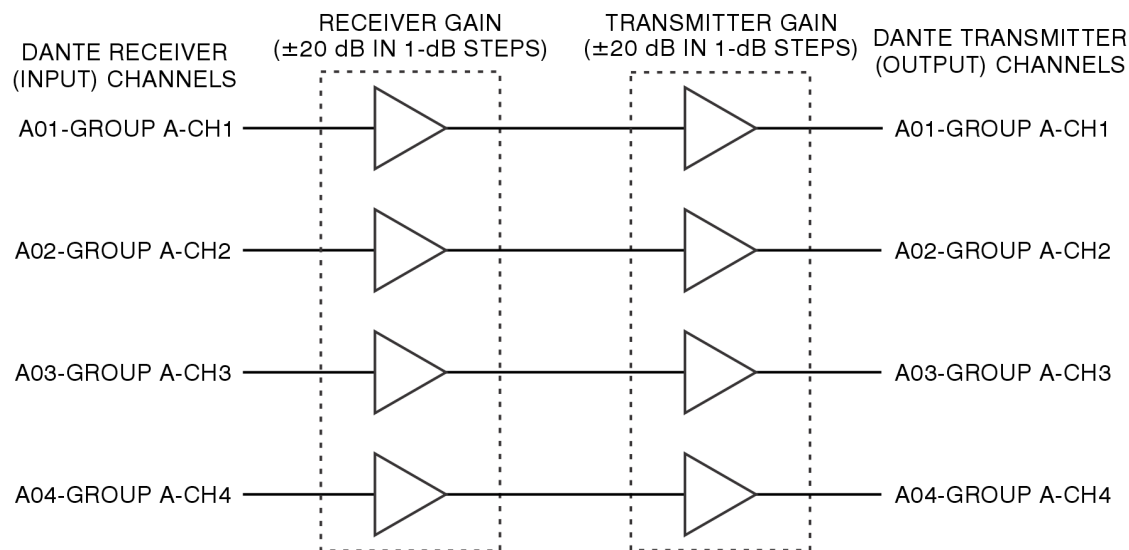 DANTE RECEIVER
(INPUT) CHANNELS
RECEIVER GAIN
(±20 dB IN 1-dB STEPS)
TRANSMITTER GAIN
(±20 dB IN 1-dB STEPS)
DANTE TRANSMITTER
(OUTPUT) CHANNELS
A01-GROUP A-CH1
A01-GROUP A-CH1
A02-GROUP A-CH2
A02-GROUP A-CH2
A03-GROUP A-CH3
A03-GROUP A-CH3
A04-GROUP A-CH4
A04-GROUP A-CH4